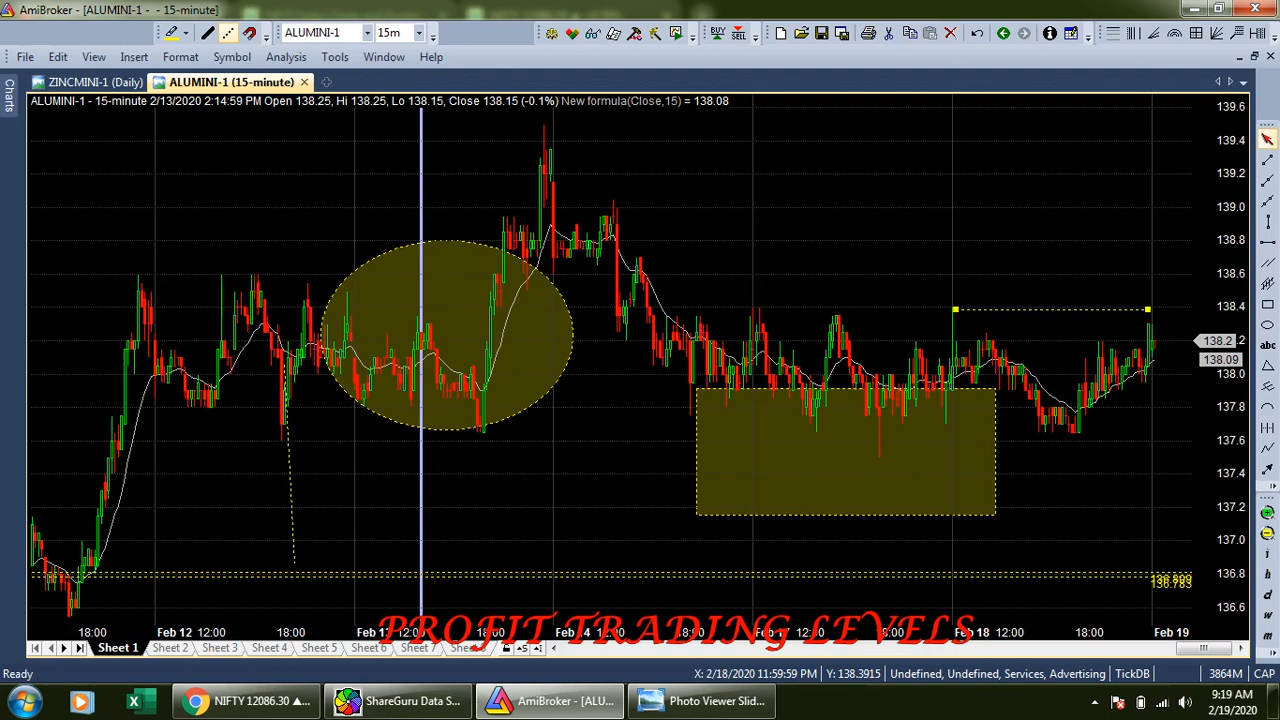 AmiBroker - [ALUMINI-1 - - 15-minute]
ALUMINI-1 15m BUY SELL
File Edit View Insert Format Symbol Analysis Tools Window Help
Charts
ZINCMINI-1 (Daily) ALUMINI-1 (15-minute)
ALUMINI-1 - 15-minute 2/13/2020 2:14:59 PM Open 138.25, Hi 138.25, Lo 138.15, Close 138.15 (-0.1%) New formula(Close,15) = 138.08
139.6
139.4
139.2
139.0
138.8
138.6
138.4
138.2
138.09
138.0
137.8
137.6
137.4
137.2
137.0
136.8
136.6
abc
i
h
d
w
m
18:00 Feb 12 12:00 18:00 Feb 13 12:00 18:00 Feb 14 18:00 Feb 18 12:00 18:00 Feb 19
PROFIT TRADING LEVELS
Sheet 1 Sheet 2 Sheet 3 Sheet 4 Sheet 5 Sheet 6 Sheet 7
Ready X: 2/18/2020 11:59:59 PM Y: 138.3915 Undefined, Undefined, Services, Advertising TickDB 3864M CAP
NIFTY 12086.30 ▲... ShareGuru Data S... AmiBroker - [ALU... Photo Viewer Slid...
9:19 AM
2/19/2020